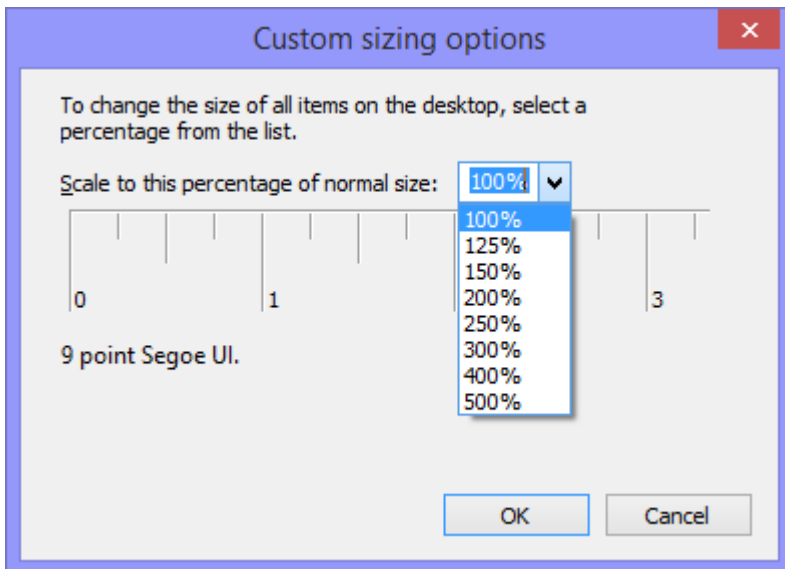 Custom sizing options
To change the size of all items on the desktop, select a
percentage from the list.
Scale to this percentage of normal size: 100%
100%
125%
150%
200%
250%
300%
400%
500%
0 1 3
9 point Segoe UI.
OK Cancel